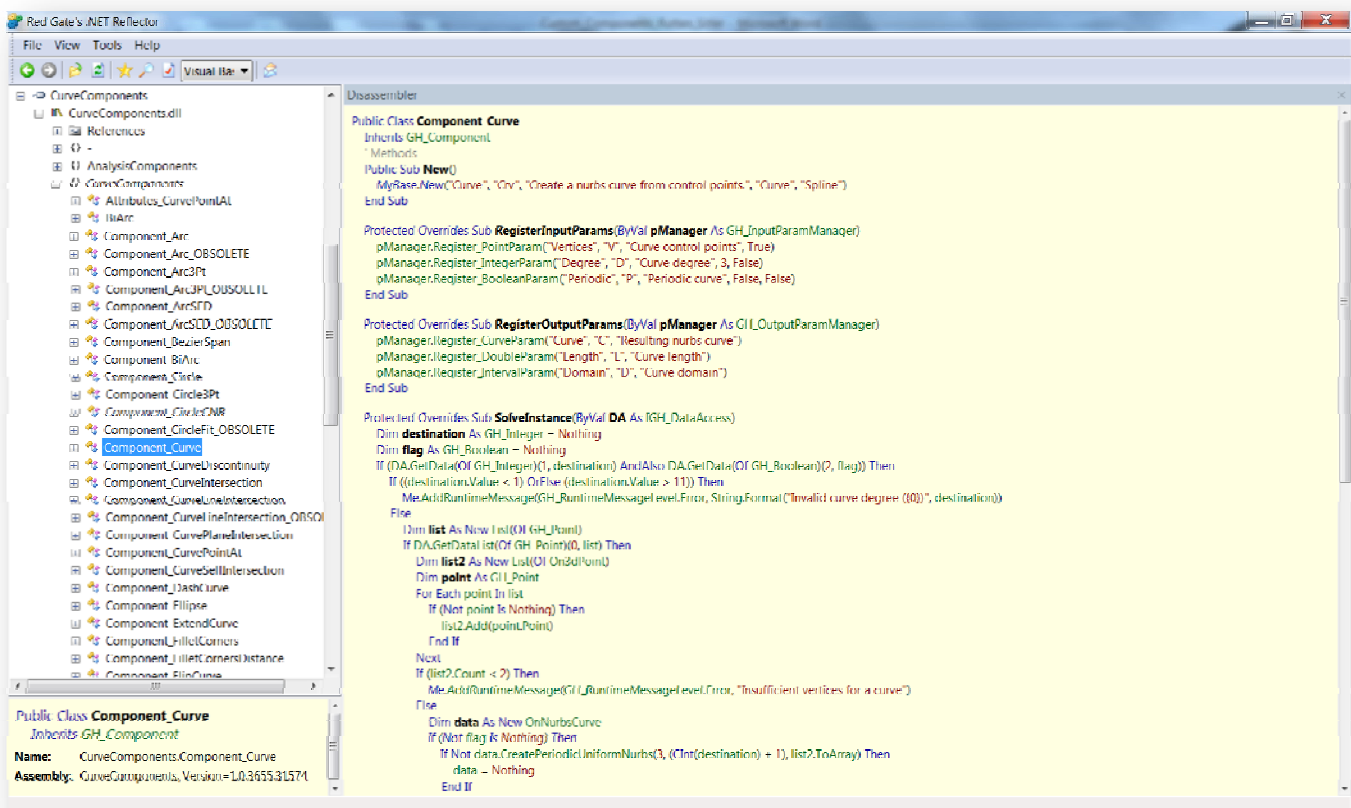 Red Gate's .NET Reflector
File View Tools Help
Visual Ba:
CurveComponents
CurveComponents.dll
References
{} -
{} AnalysisComponents
{} CurveComponents
Attributes_CurvePointAt
BiArc
Component_Arc
Component_Arc_OBSOLETE
Component_Arc3Pt
Component_Arc3Pt_OBSOLETE
Component_ArcSED
Component_ArcSED_OBSOLETE
Component_BezierSpan
Component_BiArc
Component_Circle
Component_Circle3Pt
Component_CircleCNR
Component_CircleFit_OBSOLETE
Component_Curve
Component_CurveDiscontinuity
Component_CurveIntersection
Component_CurveLineIntersection
Component_CurveLineIntersection_OBSOL
Component_CurvePlaneIntersection
Component_CurvePointAt
Component_CurveSelfIntersection
Component_DashCurve
Component_Ellipse
Component_ExtendCurve
Component_FilletCorners
Component_FilletCornersDistance
Component_FlipCurve
Public Class Component_Curve
Inherits GH_Component
Name: CurveComponents.Component_Curve
Assembly: CurveComponents, Version=1.0.3655.31574
Disassembler
Public Class Component_Curve
Inherits GH_Component
' Methods
Public Sub New()
MyBase.New("Curve", "Crv", "Create a nurbs curve from control points.", "Curve", "Spline")
End Sub
Protected Overrides Sub RegisterInputParams(ByVal pManager As GH_InputParamManager)
pManager.Register_PointParam("Vertices", "V", "Curve control points", True)
pManager.Register_IntegerParam("Degree", "D", "Curve degree", 3, False)
pManager.Register_BooleanParam("Periodic", "P", "Periodic curve", False, False)
End Sub
Protected Overrides Sub RegisterOutputParams(ByVal pManager As GH_OutputParamManager)
pManager.Register_CurveParam("Curve", "C", "Resulting nurbs curve")
pManager.Register_DoubleParam("Length", "L", "Curve length")
pManager.Register_IntervalParam("Domain", "D", "Curve domain")
End Sub
Protected Overrides Sub SolveInstance(ByVal DA As IGH_DataAccess)
Dim destination As GH_Integer = Nothing
Dim flag As GH_Boolean = Nothing
If (DA.GetData(Of GH_Integer)(1, destination) AndAlso DA.GetData(Of GH_Boolean)(2, flag)) Then
If ((destination.Value < 1) OrElse (destination.Value > 11)) Then
Me.AddRuntimeMessage(GH_RuntimeMessageLevel.Error, String.Format("Invalid curve degree ({0})", destination))
Else
Dim list As New List(Of GH_Point)
If DA.GetDataList(Of GH_Point)(0, list) Then
Dim list2 As New List(Of On3dPoint)
Dim point As GH_Point
For Each point In list
If (Not point Is Nothing) Then
list2.Add(point.Point)
End If
Next
If (list2.Count < 2) Then
Me.AddRuntimeMessage(GH_RuntimeMessageLevel.Error, "Insufficient vertices for a curve")
Else
Dim data As New OnNurbsCurve
If (Not flag Is Nothing) Then
If Not data.CreatePeriodicUniformNurbs(3, (CInt(destination) + 1), list2.ToArray) Then
data = Nothing
End If